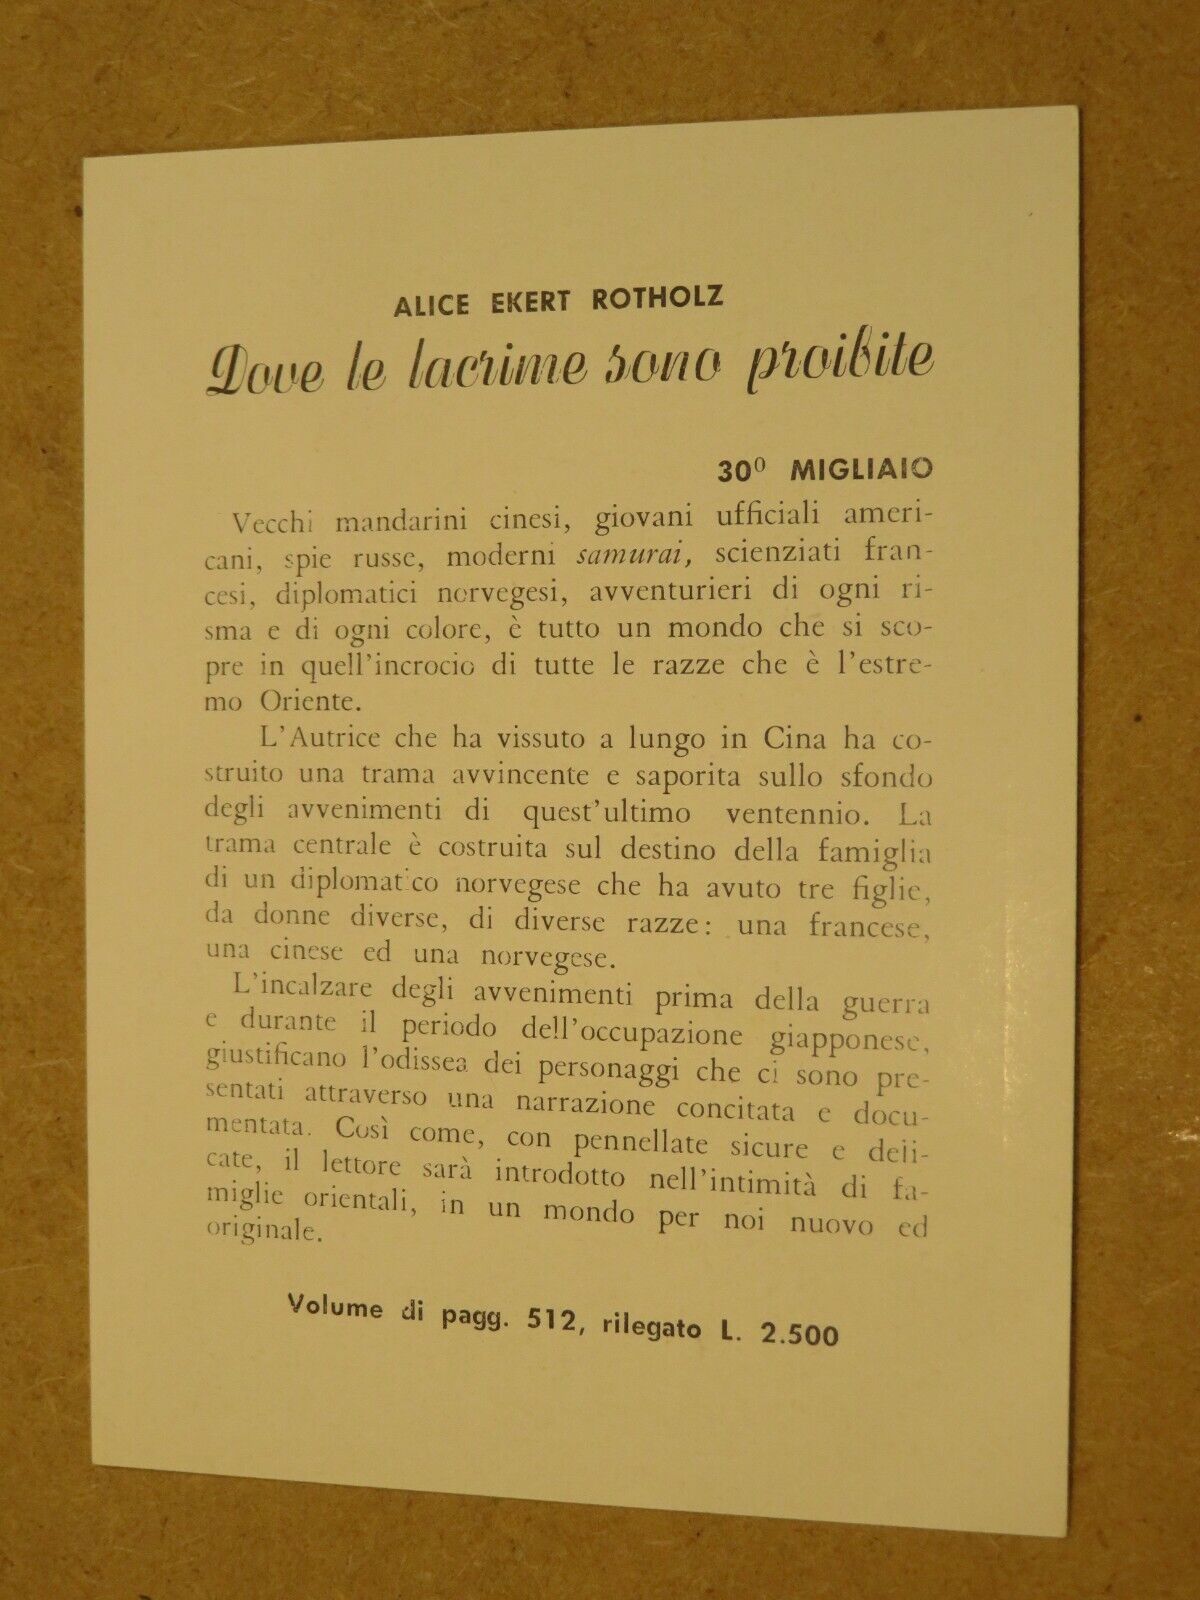 ALICE EKERT ROTHOLZ
Dove le lacrime sono proibite
30º MIGLIAIO
Vecchi mandarini cinesi, giovani ufficiali ameri-
cani, spie russe, moderni samurai, scienziati fran-
cesi, diplomatici norvegesi, avventurieri di ogni ri-
sma e di ogni colore, è tutto un mondo che si sco-
pre in quell'incrocio di tutte le razze che è l'estre-
mo Oriente.
L'Autrice che ha vissuto a lungo in Cina ha co-
struito una trama avvincente e saporita sullo sfondo
degli avvenimenti di quest'ultimo ventennio. La
trama centrale è costruita sul destino della famiglia
di un diplomatico norvegese che ha avuto tre figlie,
da donne diverse, di diverse razze: una francese,
una cinese ed una norvegese.
L'incalzare degli avvenimenti prima della guerra
e durante il periodo dell'occupazione giapponese,
giustificano l'odissea dei personaggi che ci sono pre-
sentati attraverso una narrazione concitata e docu-
mentata. Così come, con pennellate sicure e deli-
cate, il lettore sarà introdotto nell'intimità di fa-
miglie orientali, in un mondo per noi nuovo ed
originale.
Volume di pagg. 512, rilegato L. 2.500